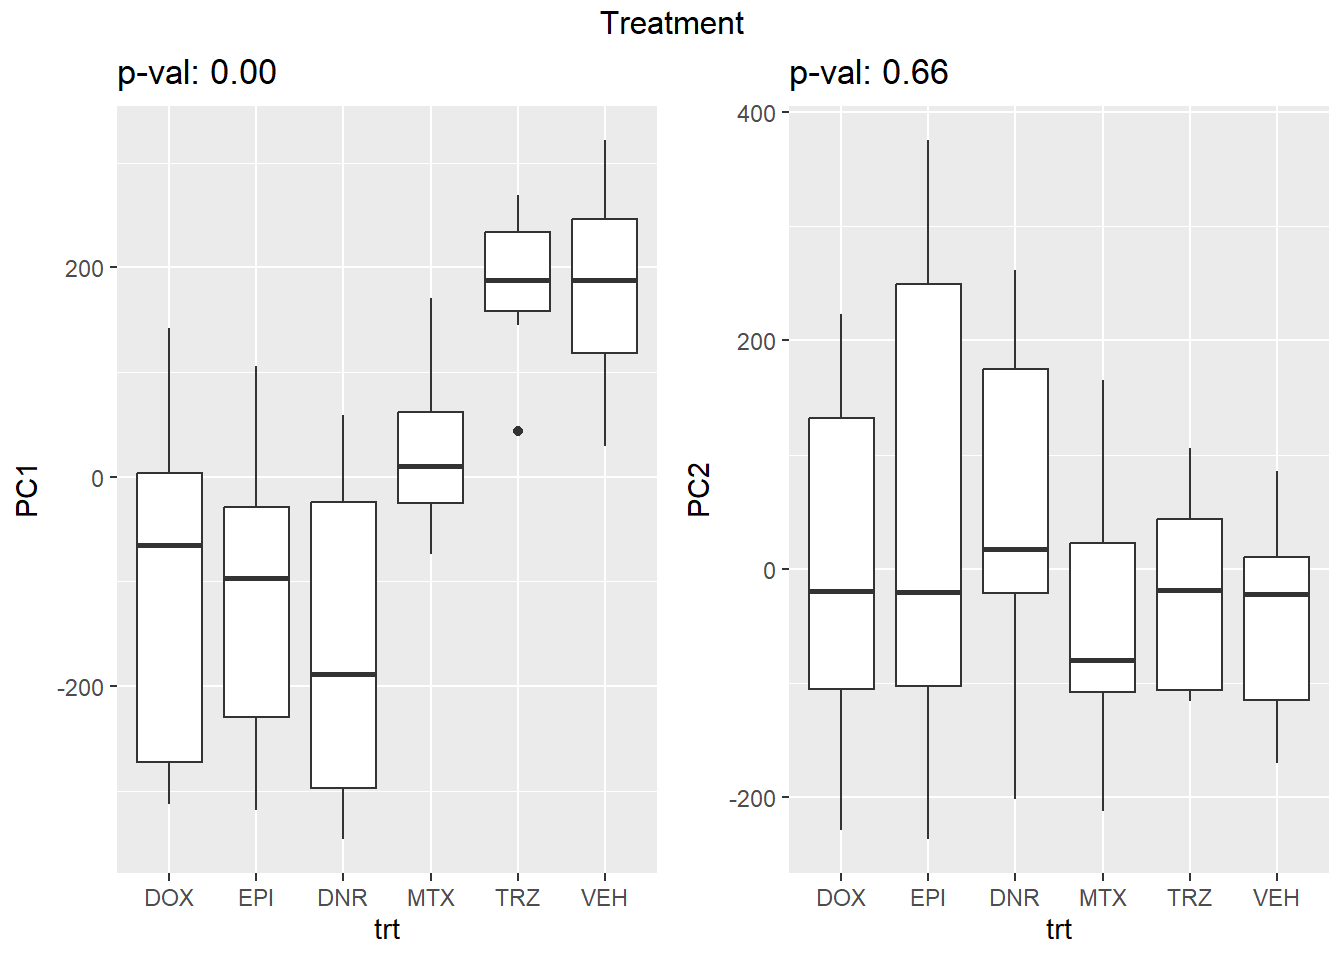 Treatment
p-val: 0.00
200
0
-200
PC1
DOX EPI DNR MTX TRZ VEH
trt
p-val: 0.66
400
200
0
-200
PC2
DOX EPI DNR MTX TRZ VEH
trt